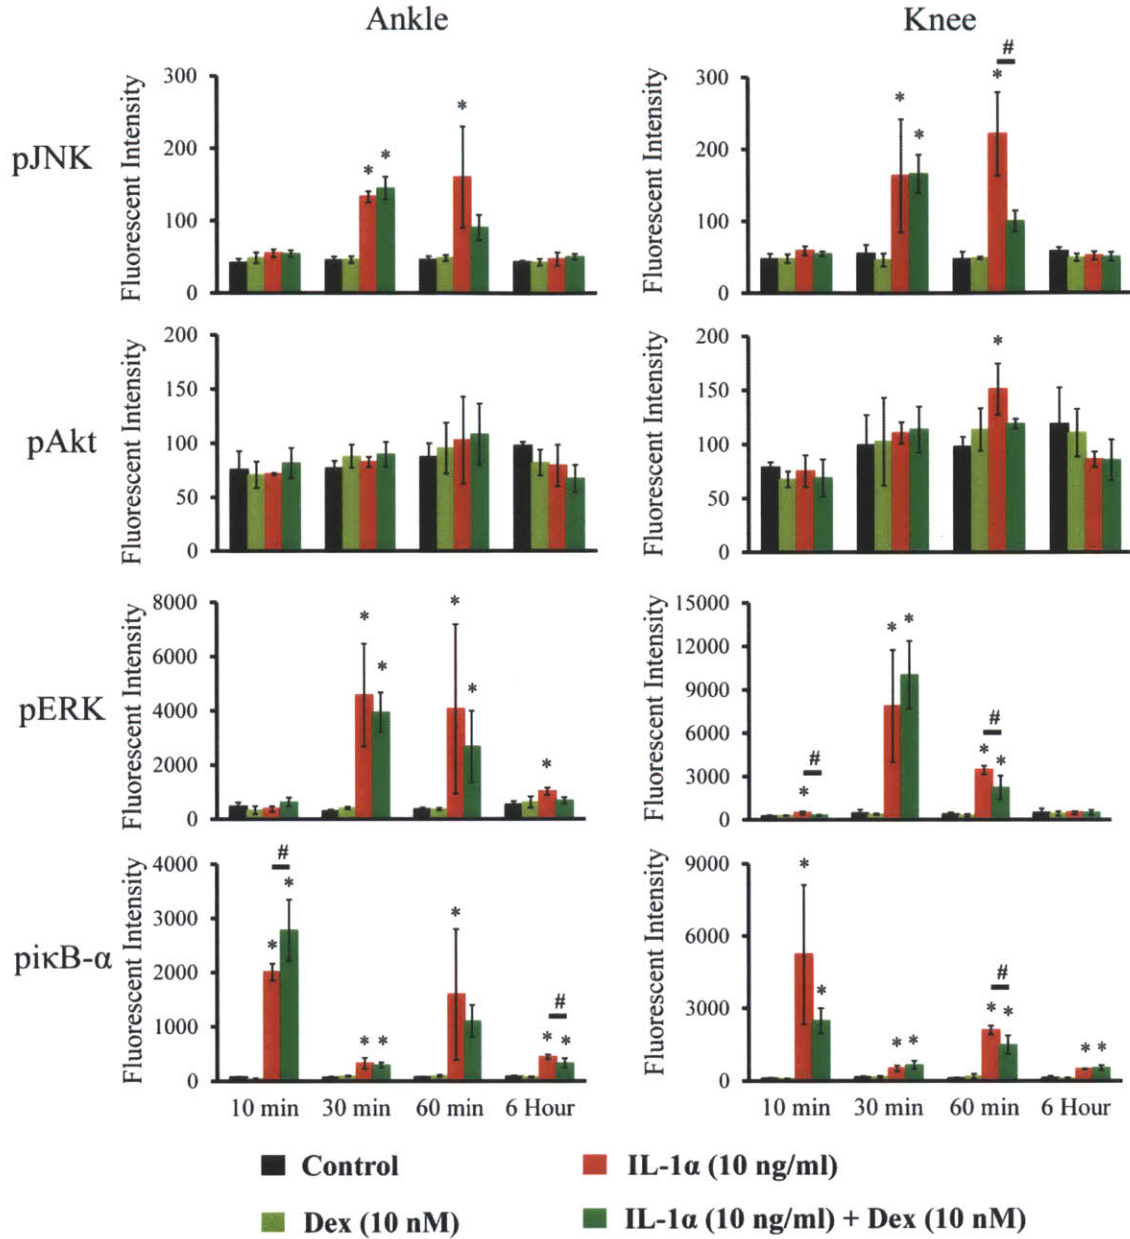 Ankle
Knee
pJNK
Fluorescent Intensity
300
200
100
0
*
*
*
Fluorescent Intensity
300
200
100
0
*
*
*
#
pAkt
Fluorescent Intensity
200
150
100
50
0
Fluorescent Intensity
200
150
100
50
0
*
pERK
Fluorescent Intensity
8000
6000
4000
2000
0
*
*
*
*
*
Fluorescent Intensity
15000
12000
9000
6000
3000
0
*
#
*
*
*
#
*
piκB-α
Fluorescent Intensity
4000
3000
2000
1000
0
*
#
*
*
*
*
*
#
*
Fluorescent Intensity
9000
6000
3000
0
*
*
*
*
*
#
*
*
*
10 min
30 min
60 min
6 Hour
10 min
30 min
60 min
6 Hour
Control
IL-1α (10 ng/ml)
Dex (10 nM)
IL-1α (10 ng/ml) + Dex (10 nM)